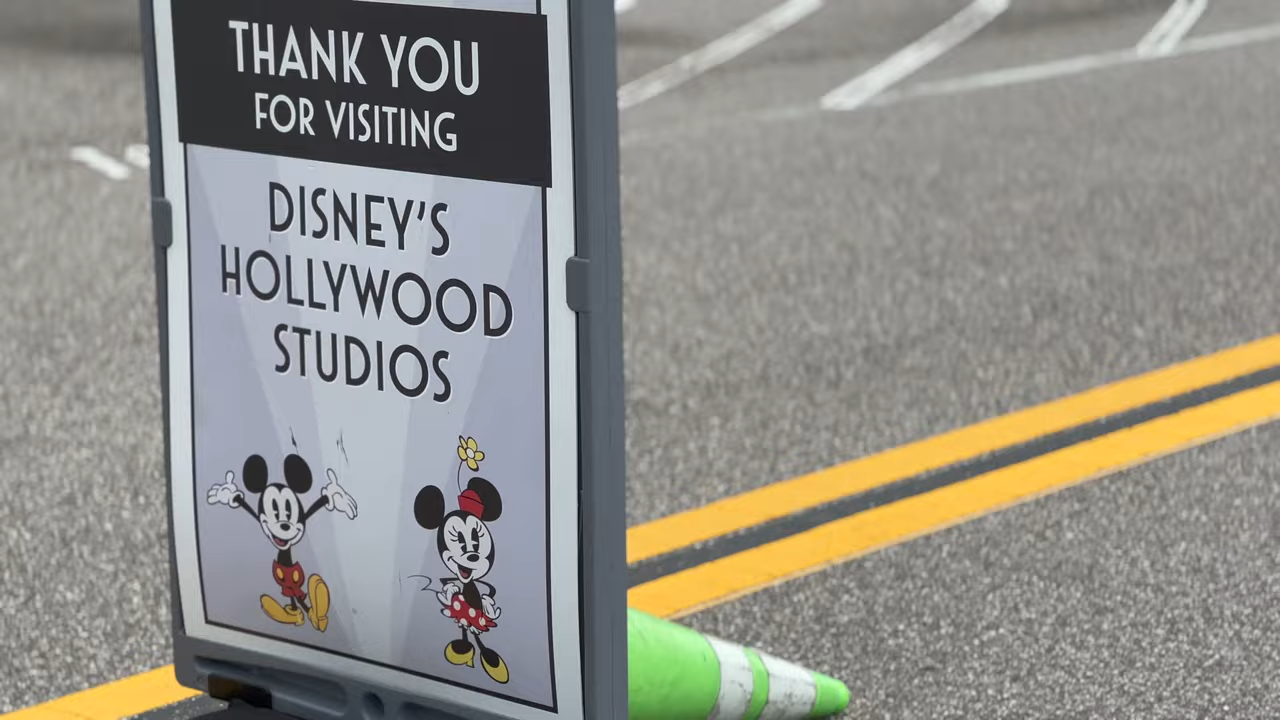 THANK YOU
FOR VISITING
DISNEY'S
HOLLYWOOD
STUDIOS